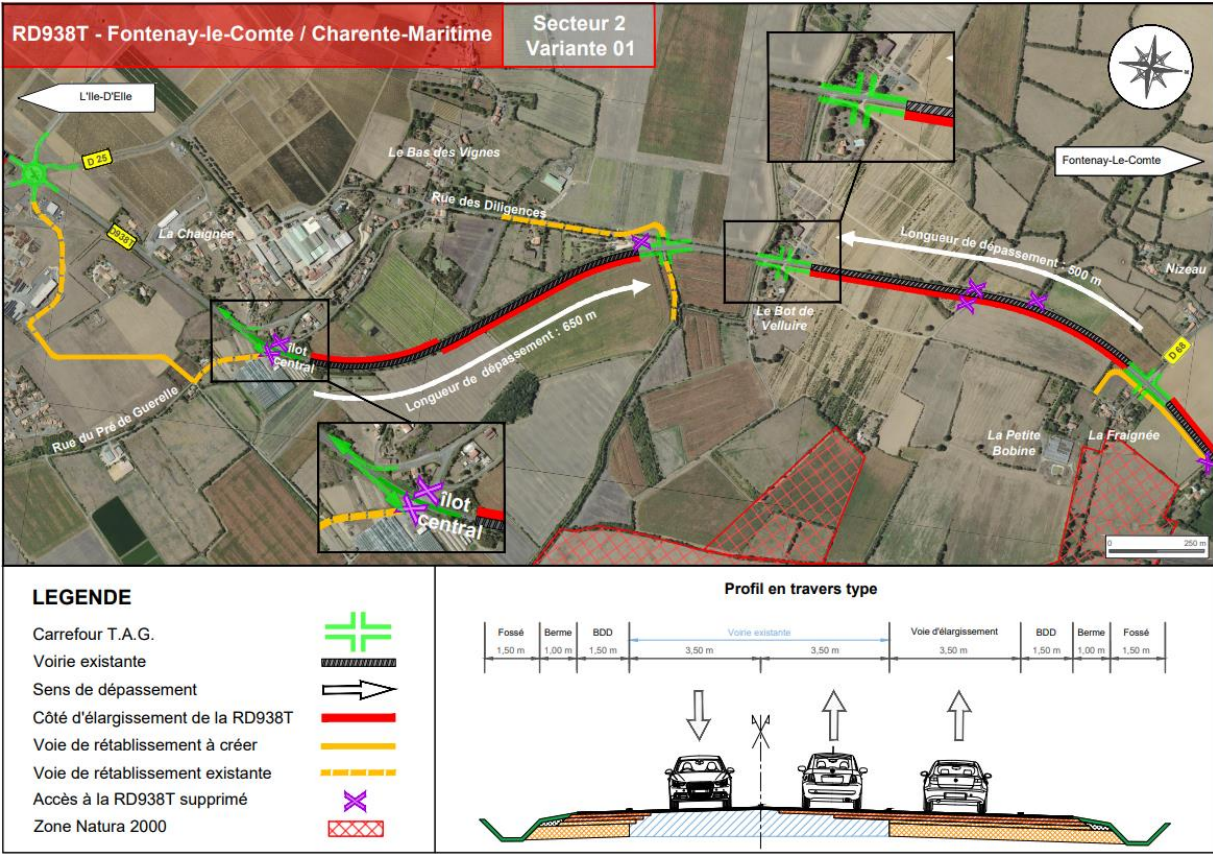 RD938T - Fontenay-le-Comte / Charente-Maritime
Secteur 2
Variante 01
L'Ile-D'Elle
D 25
D938T
La Chaignée
Le Bas des Vignes
Rue des Diligences
Fontenay-Le-Comte
Longueur de dépassement : 500 m
Nizeau
Le Bot de
Velluire
îlot
central
Longueur de dépassement : 650 m
D 68
Rue du Pré de Guerelle
La Petite
Bobine
La Fraignée
îlot
central
0
250 m
LEGENDE
Carrefour T.A.G.
Voirie existante
Sens de dépassement
Côté d'élargissement de la RD938T
Voie de rétablissement à créer
Voie de rétablissement existante
Accès à la RD938T supprimé
Zone Natura 2000
Profil en travers type
Fossé Berme BDD Voirie existante Voie d'élargissement BDD Berme Fossé
1,50 m 1,00 m 1,50 m 3,50 m 3,50 m 3,50 m 1,50 m 1,00 m 1,50 m